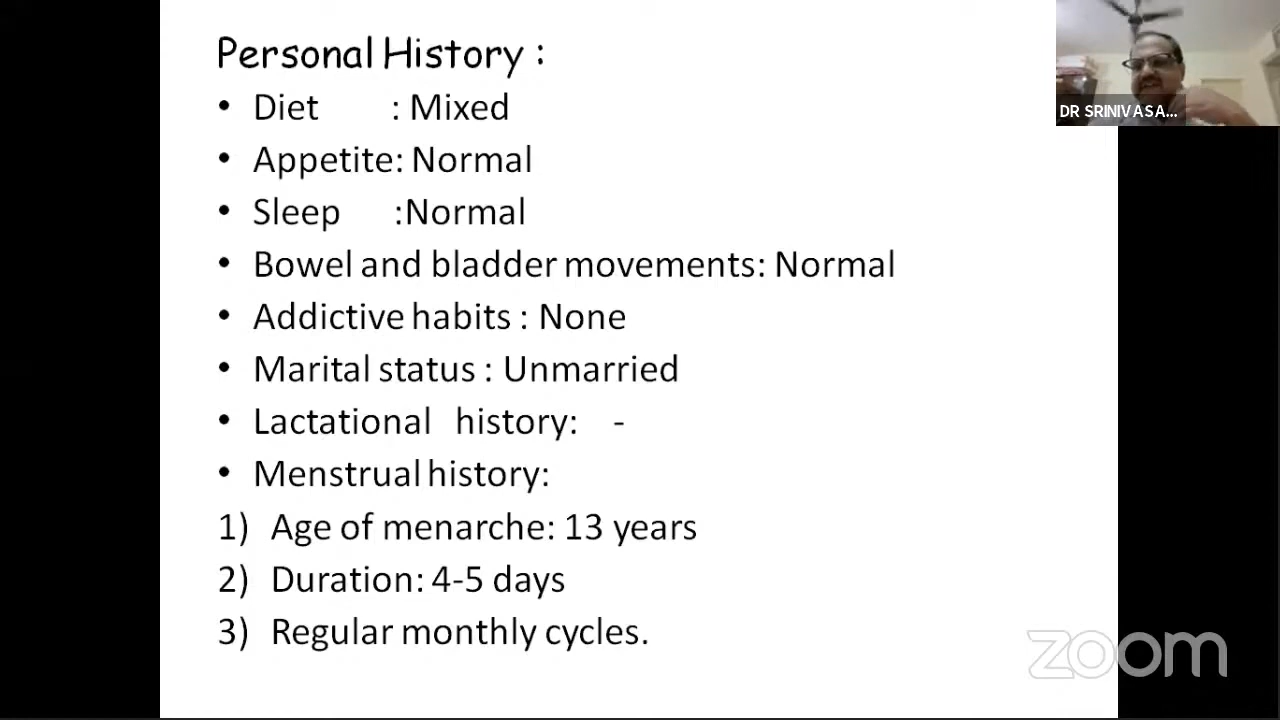 Personal History :
• Diet : Mixed
• Appetite: Normal
• Sleep :Normal
• Bowel and bladder movements: Normal
• Addictive habits : None
• Marital status : Unmarried
• Lactational history: -
• Menstrual history:
1) Age of menarche: 13 years
2) Duration: 4-5 days
3) Regular monthly cycles.
DR SRINIVASA...
zoom